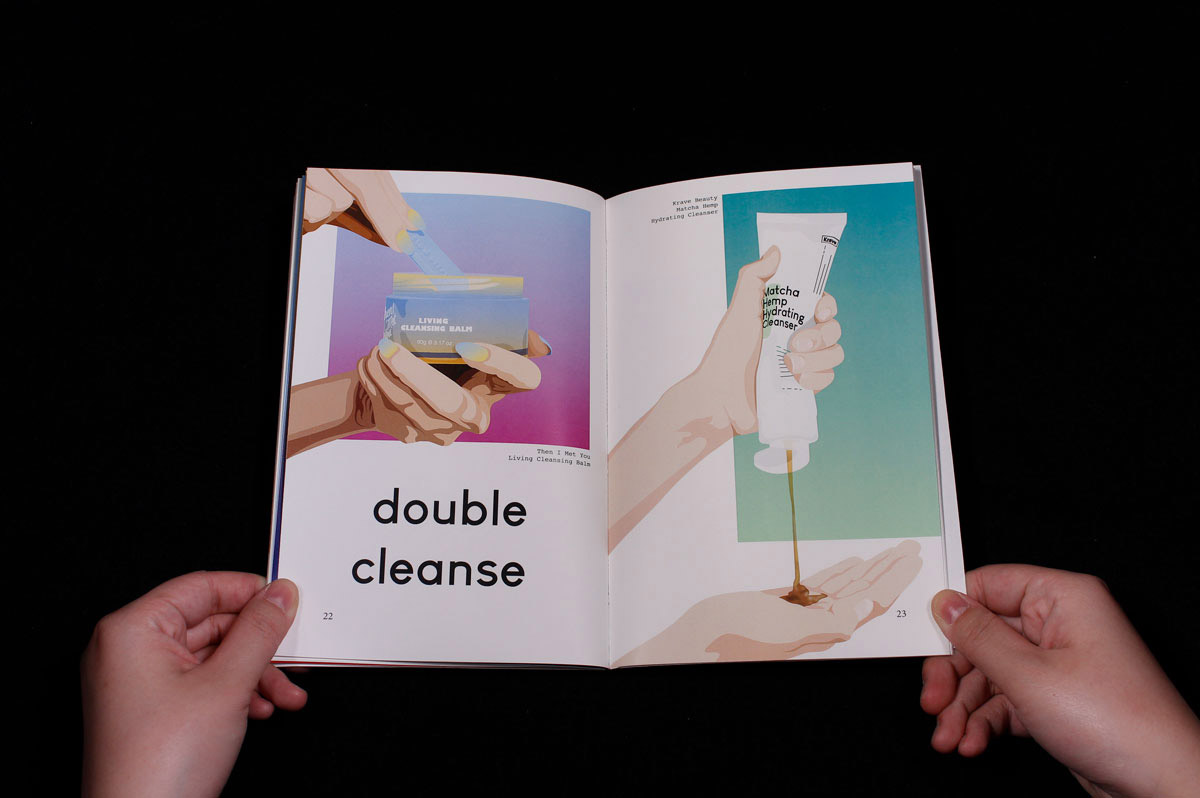 LIVING
CLEANSING BALM
Then I Met You
Living Cleansing Balm
double
cleanse
22
Krave Beauty
Matcha Hemp
Hydrating Cleanser
Krave
Matcha
Hemp
Hydrating
Cleanser
23